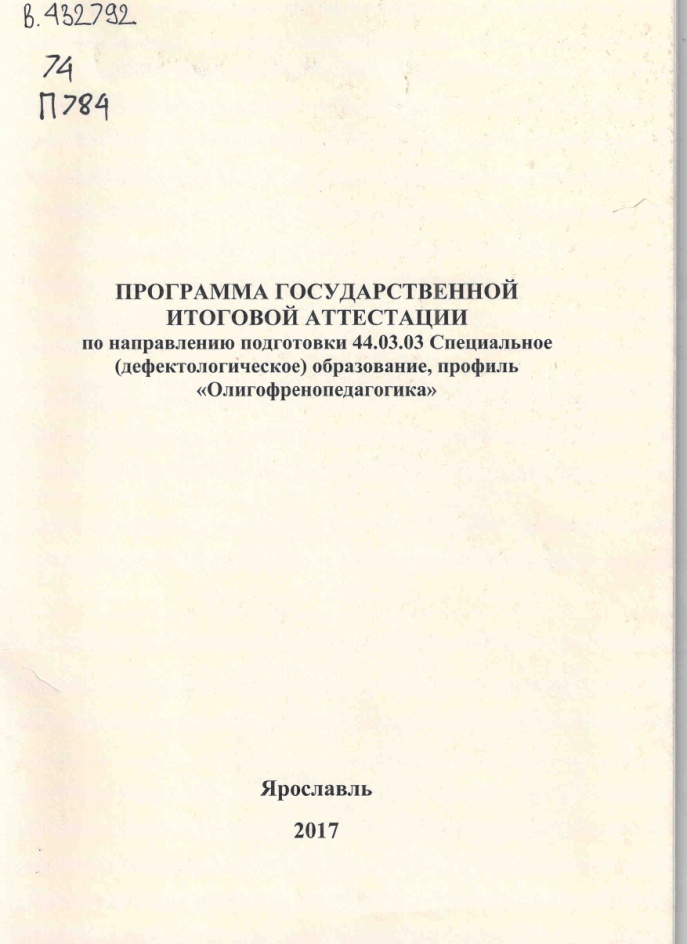 в. 432792
74
П784
ПРОГРАММА ГОСУДАРСТВЕННОЙ
ИТОГОВОЙ АТТЕСТАЦИИ
по направлению подготовки 44.03.03 Специальное
(дефектологическое) образование, профиль
«Олигофренопедагогика»
Ярославль
2017